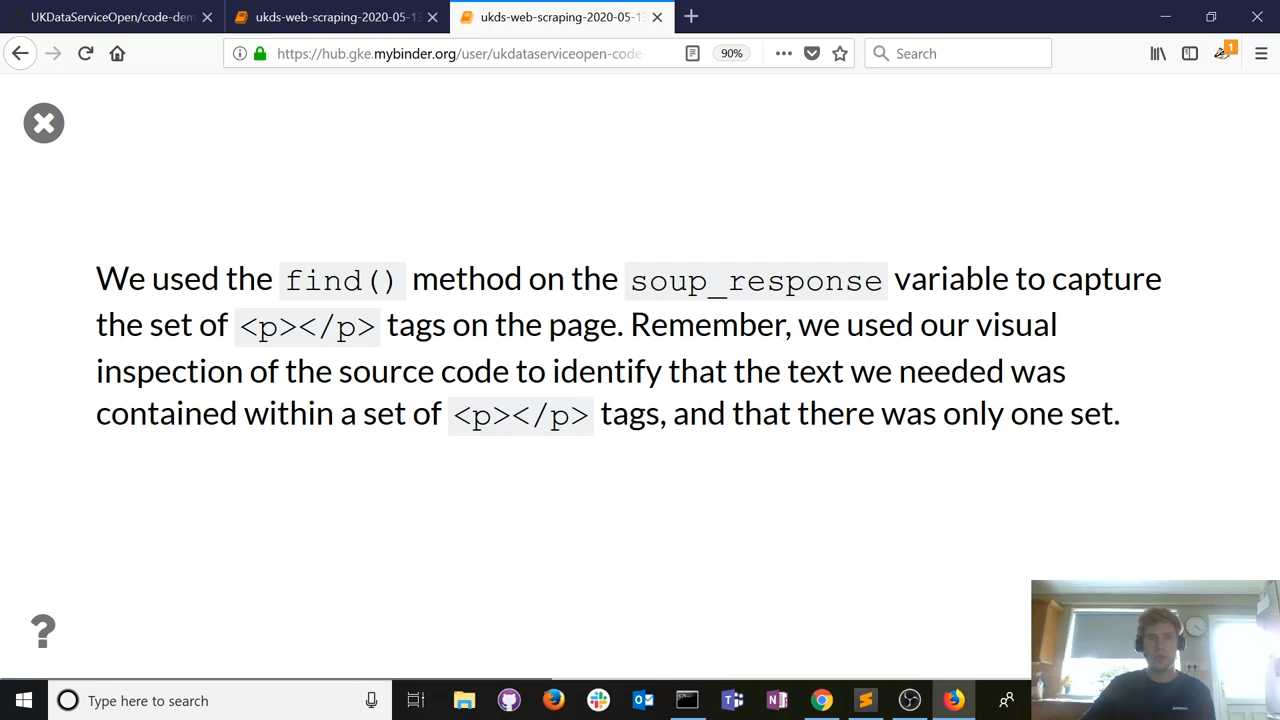 UKDataServiceOpen/code-dem
ukds-web-scraping-2020-05-12
ukds-web-scraping-2020-05-13
https://hub.gke.mybinder.org/user/ukdataserviceopen-code-
90%
Search
1
We used the find() method on the soup_response variable to capture
the set of <p></p> tags on the page. Remember, we used our visual
inspection of the source code to identify that the text we needed was
contained within a set of <p></p> tags, and that there was only one set.
?
Type here to search